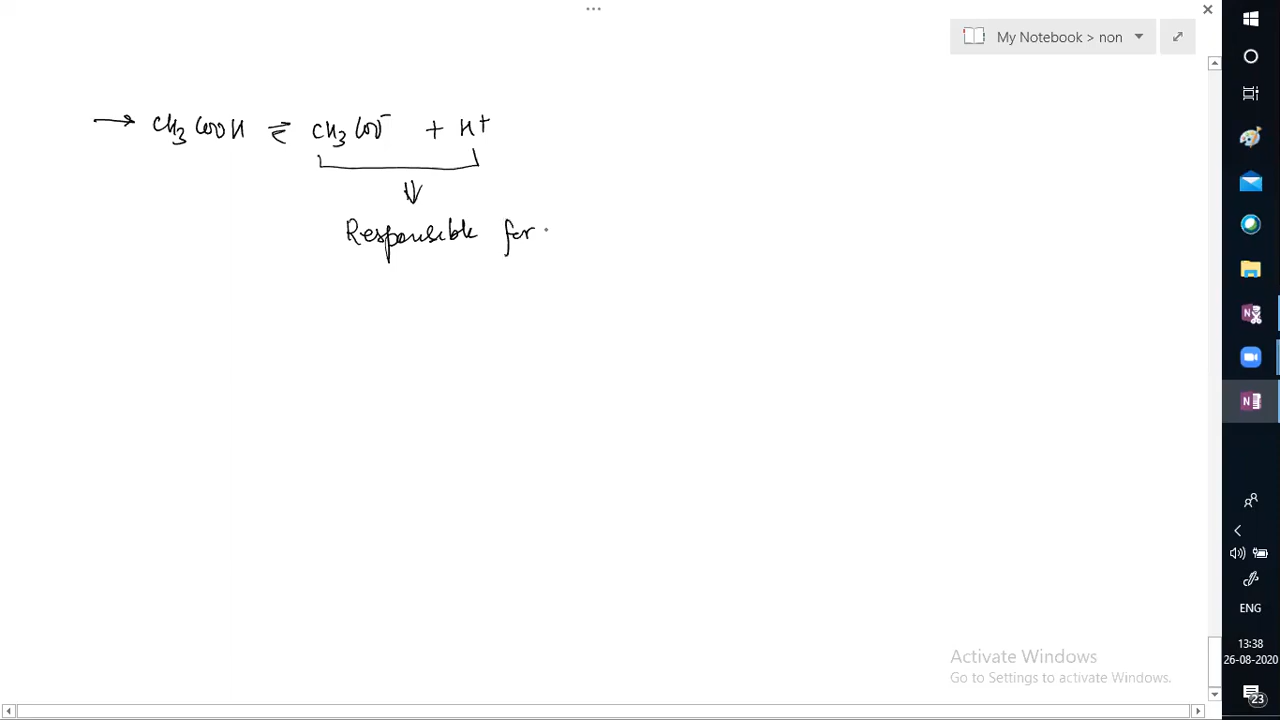 My Notebook > non
→ CH3COOH ⇌ CH3COO- + H+
⇓
Responsible for
Activate Windows
Go to Settings to activate Windows.
ENG
13:38
26-08-2020
23